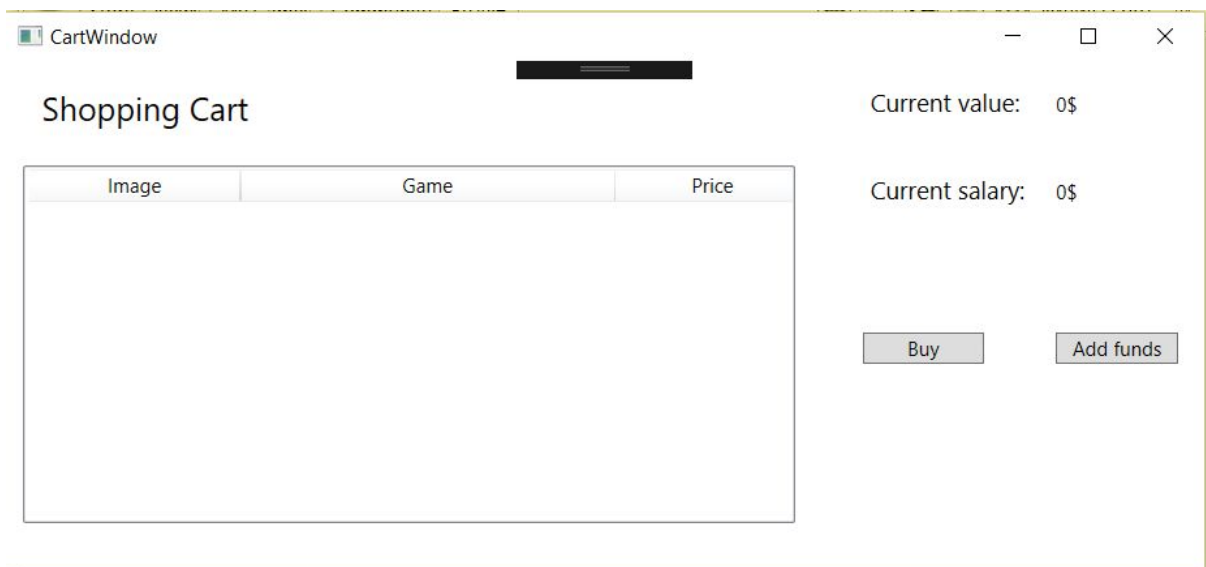 CartWindow
Shopping Cart
Current value: 0$
Image Game Price
Current salary: 0$
Buy Add funds